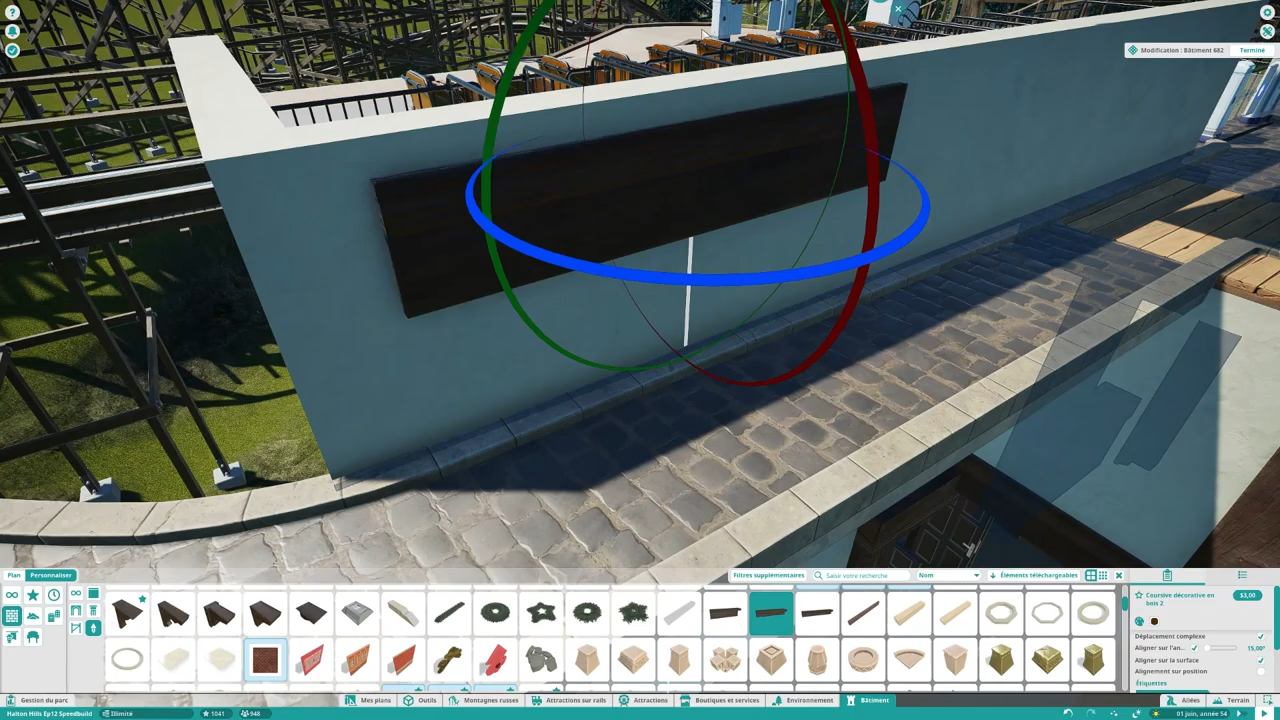 Modification : Bâtiment 682
Terminé
Plan
Personnaliser
Filtres supplémentaires
Saisir votre recherche
Nom
Éléments téléchargeables
Coursive décorative en bois 2
$3,00
Déplacement complexe
Aligner sur l'an...
15,00°
Aligner sur la surface
Alignement sur position
Étiquettes
Gestion du parc
Mes plans
Outils
Montagnes russes
Attractions sur rails
Attractions
Boutiques et services
Environnement
Bâtiment
Allées
Terrain
Halton Hills Ep12 Speedbuild
Illimité
1041
948
01 juin, année 54